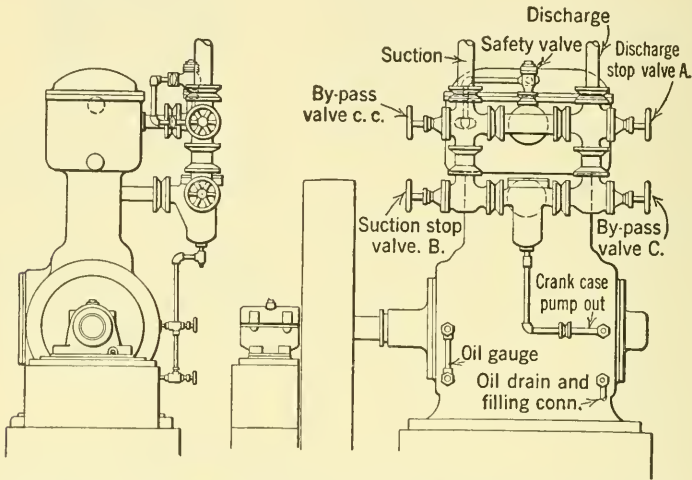 Discharge
Suction
Safety valve
Discharge
stop valve A.
By-pass
valve c. c.
Suction stop
valve. B.
By-pass
valve C.
Crank case
pump out
Oil gauge
Oil drain and
filling conn.